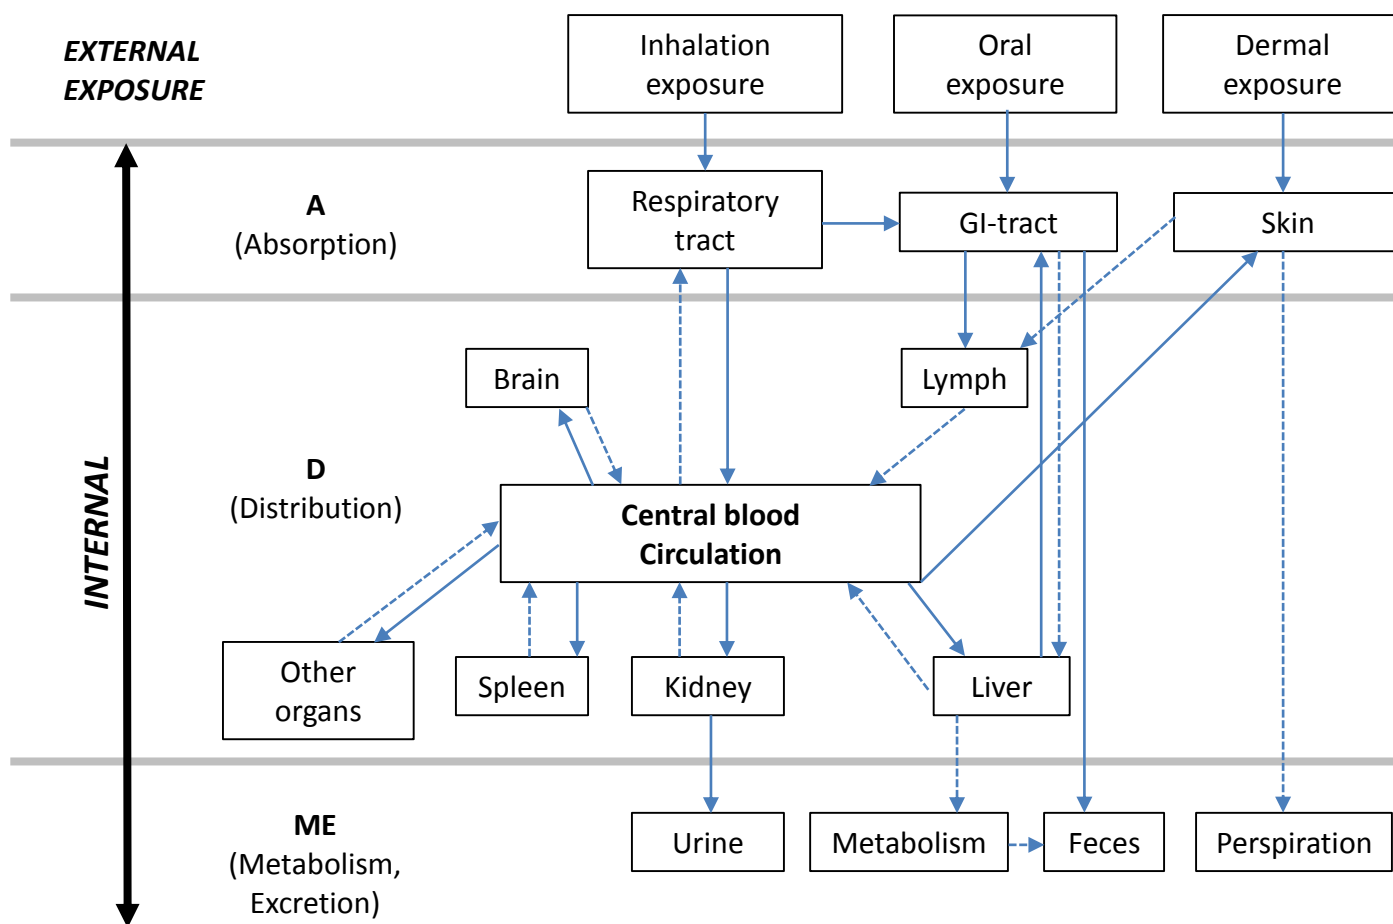 EXTERNAL
EXPOSURE
Inhalation
exposure
Oral
exposure
Dermal
exposure
A
(Absorption)
Respiratory
tract
GI-tract
Skin
INTERNAL
D
(Distribution)
Brain
Lymph
Central blood
Circulation
Other
organs
Spleen
Kidney
Liver
ME
(Metabolism,
Excretion)
Urine
Metabolism
Feces
Perspiration